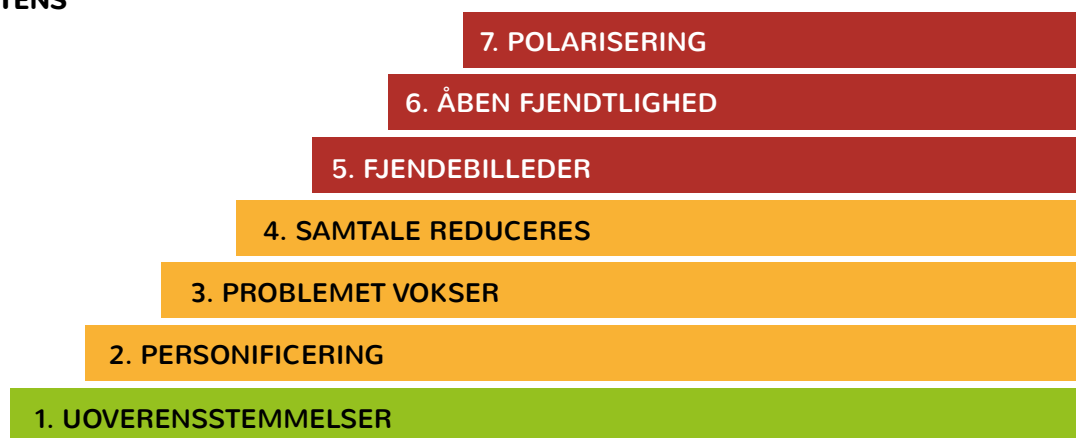 7. POLARISERING
6. ÅBEN FJENDTLIGHED
5. FJENDEBILLEDER
4. SAMTALE REDUCERES
3. PROBLEMET VOKSER
2. PERSONIFICERING
1. UOVERENSSTEMMELSER